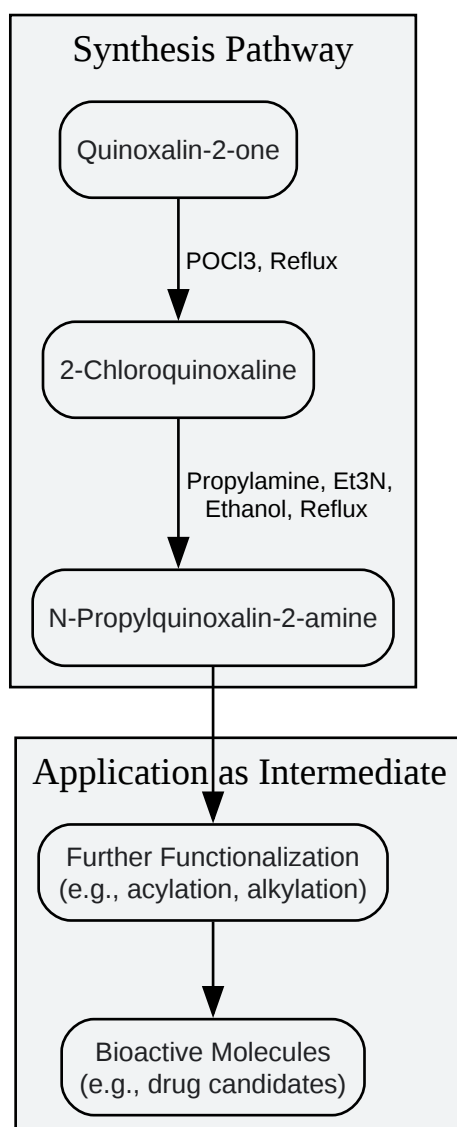 Synthesis Pathway
Quinoxalin-2-one
POCl3, Reflux
2-Chloroquinoxaline
Propylamine, Et3N,
Ethanol, Reflux
N-Propylquinoxalin-2-amine
Application as Intermediate
Further Functionalization
(e.g., acylation, alkylation)
Bioactive Molecules
(e.g., drug candidates)